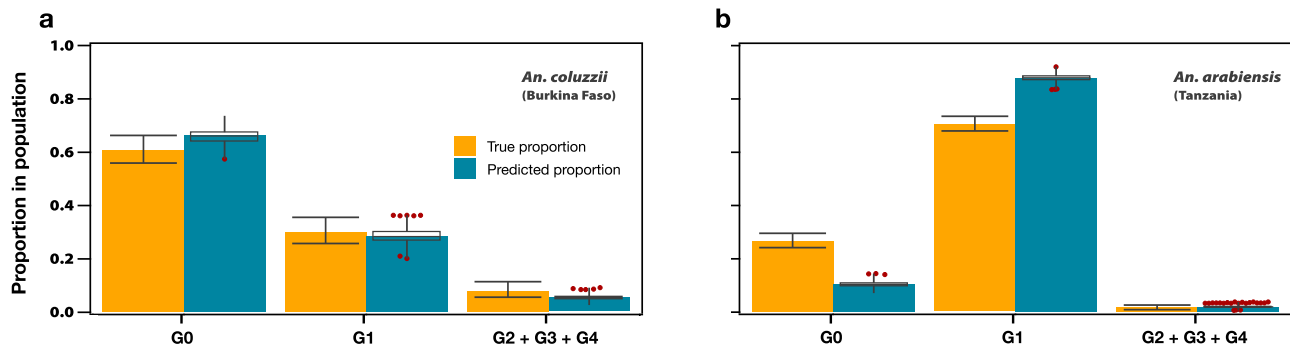 a
b
Proportion in population
1.0
0.8
0.6
0.4
0.2
0.0
An. coluzzii
(Burkina Faso)
True proportion
Predicted proportion
G0
G1
G2 + G3 + G4
An. arabiensis
(Tanzania)
G0
G1
G2 + G3 + G4